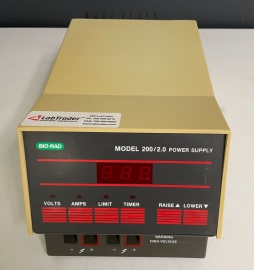 LabTrader
BIO-RAD
MODEL 200/2.0 POWER SUPPLY
VOLTS AMPS LIMIT TIMER RAISE ▲ LOWER ▼
WARNING
HIGH VOLTAGE